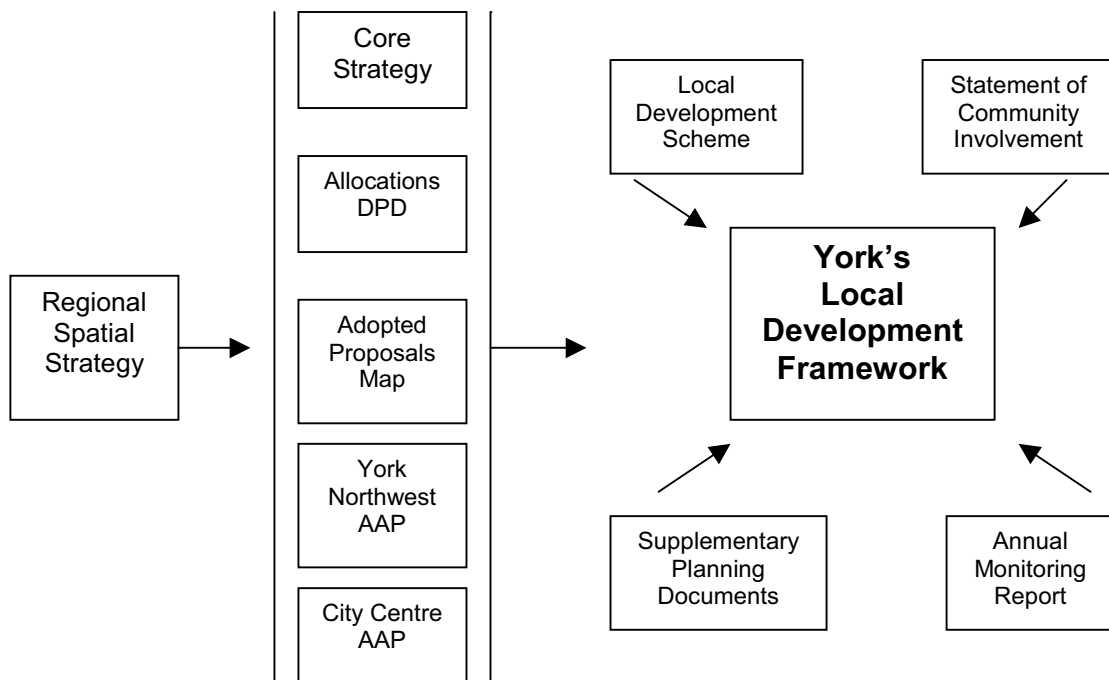 Regional
Spatial
Strategy
Core
Strategy
Allocations
DPD
Adopted
Proposals
Map
York
Northwest
AAP
City Centre
AAP
Local
Development
Scheme
Statement of
Community
Involvement
York’s
Local
Development
Framework
Supplementary
Planning
Documents
Annual
Monitoring
Report